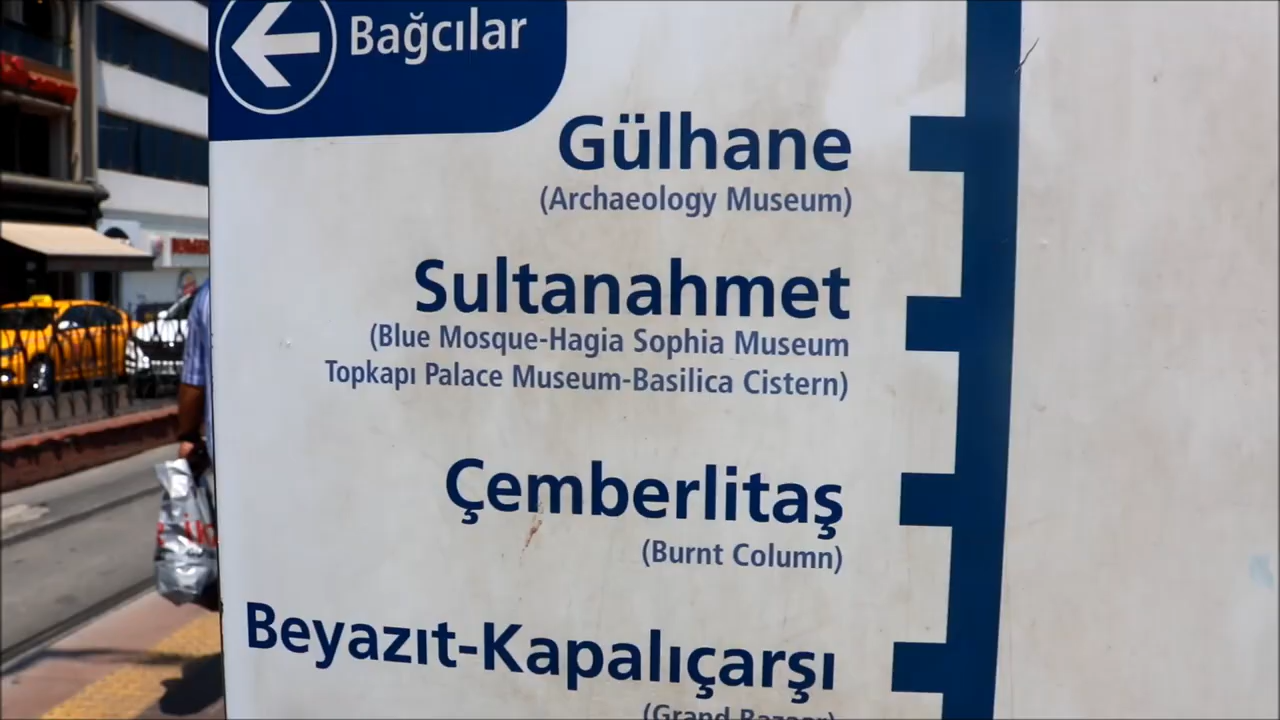 Bağcılar
Gülhane
(Archaeology Museum)
Sultanahmet
(Blue Mosque-Hagia Sophia Museum
Topkapı Palace Museum-Basilica Cistern)
Çemberlitaş
(Burnt Column)
Beyazıt-Kapalıçarşı
(Grand Bazaar)